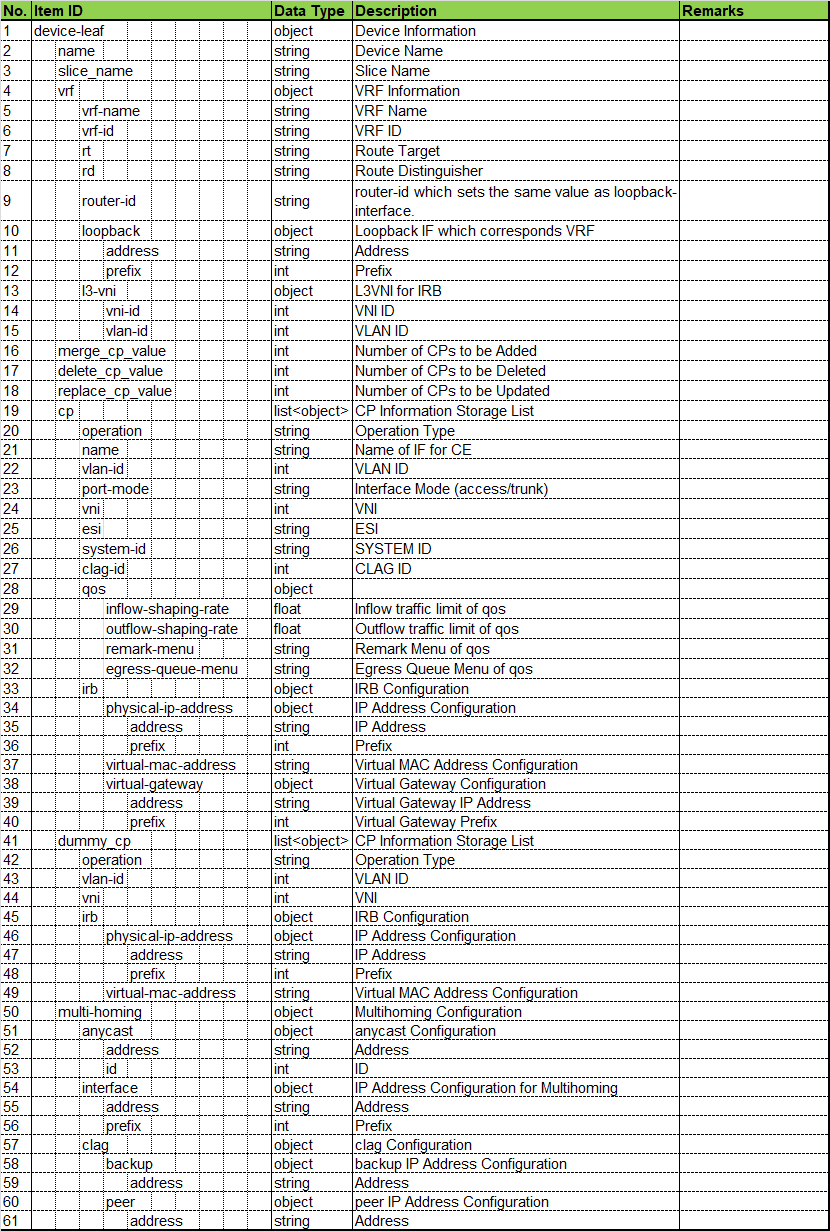 No. Item ID Data Type Description Remarks
1 device-leaf object Device Information
2 name string Device Name
3 slice_name string Slice Name
4 vrf object VRF Information
5 vrf-name string VRF Name
6 vrf-id string VRF ID
7 rt string Route Target
8 rd string Route Distinguisher
9 router-id string router-id which sets the same value as loopback-
interface.
10 loopback object Loopback IF which corresponds VRF
11 address string Address
12 prefix int Prefix
13 l3-vni object L3VNI for IRB
14 vni-id int VNI ID
15 vlan-id int VLAN ID
16 merge_cp_value int Number of CPs to be Added
17 delete_cp_value int Number of CPs to be Deleted
18 replace_cp_value int Number of CPs to be Updated
19 cp list<object> CP Information Storage List
20 operation string Operation Type
21 name string Name of IF for CE
22 vlan-id int VLAN ID
23 port-mode string Interface Mode (access/trunk)
24 vni int VNI
25 esi string ESI
26 system-id string SYSTEM ID
27 clag-id int CLAG ID
28 qos object
29 inflow-shaping-rate float Inflow traffic limit of qos
30 outflow-shaping-rate float Outflow traffic limit of qos
31 remark-menu string Remark Menu of qos
32 egress-queue-menu string Egress Queue Menu of qos
33 irb object IRB Configuration
34 physical-ip-address object IP Address Configuration
35 address string IP Address
36 prefix int Prefix
37 virtual-mac-address string Virtual MAC Address Configuration
38 virtual-gateway object Virtual Gateway Configuration
39 address string Virtual Gateway IP Address
40 prefix int Virtual Gateway Prefix
41 dummy_cp list<object> CP Information Storage List
42 operation string Operation Type
43 vlan-id int VLAN ID
44 vni int VNI
45 irb object IRB Configuration
46 physical-ip-address object IP Address Configuration
47 address string IP Address
48 prefix int Prefix
49 virtual-mac-address string Virtual MAC Address Configuration
50 multi-homing object Multihoming Configuration
51 anycast object anycast Configuration
52 address string Address
53 id int ID
54 interface object IP Address Configuration for Multihoming
55 address string Address
56 prefix int Prefix
57 clag object clag Configuration
58 backup object backup IP Address Configuration
59 address string Address
60 peer object peer IP Address Configuration
61 address string Address